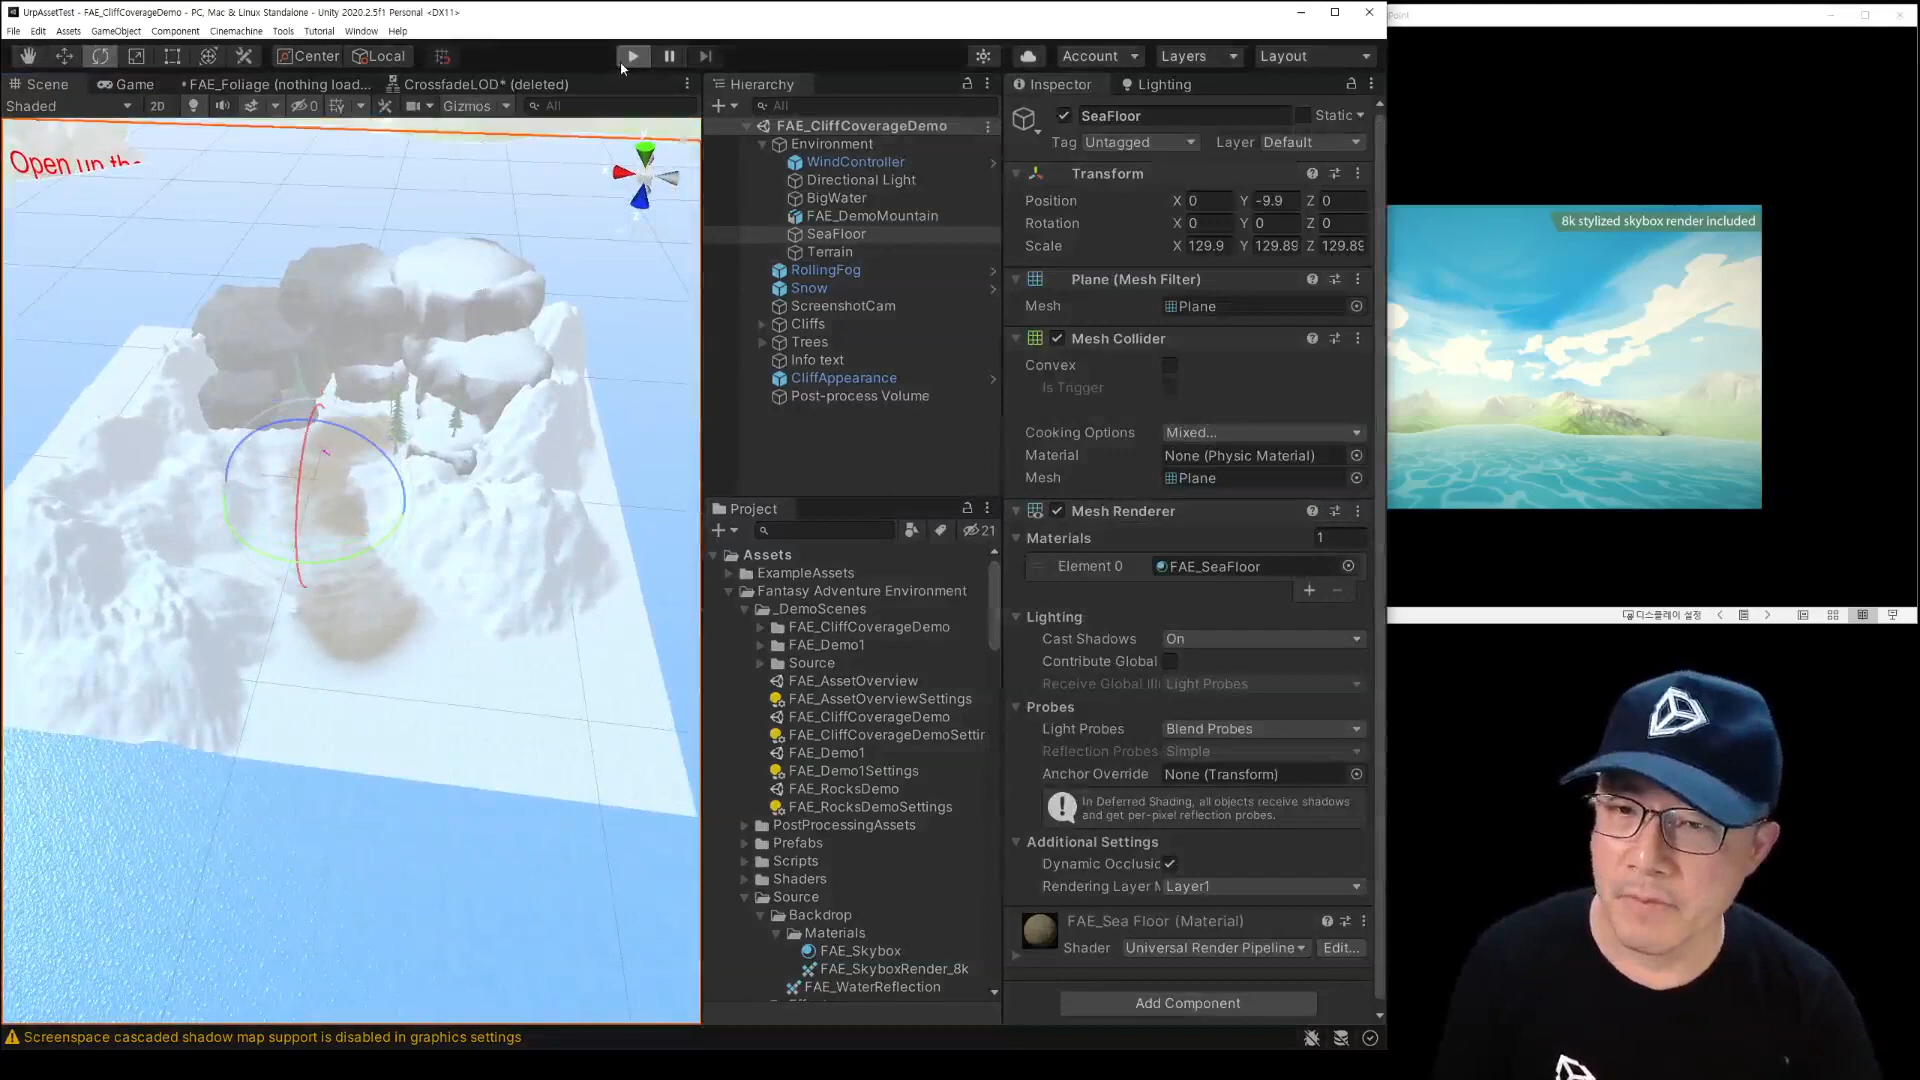 UrpAssetTest - FAE_CliffCoverageDemo - PC, Mac & Linux Standalone - Unity 2020.2.5f1 Personal <DX11>
File Edit Assets GameObject Component Cinemachine Tools Tutorial Window Help
Center Local Account Layers Layout
Scene Game *FAE_Foliage (nothing load... CrossfadeLOD* (deleted)
Shaded 2D 0 Gizmos All
Open
Hierarchy
All
FAE_CliffCoverageDemo
Environment
WindController
Directional Light
BigWater
FAE_DemoMountain
SeaFloor
Terrain
RollingFog
Snow
ScreenshotCam
Cliffs
Trees
Info text
CliffAppearance
Post-process Volume
Project
21
Assets
ExampleAssets
Fantasy Adventure Environment
_DemoScenes
FAE_CliffCoverageDemo
FAE_Demo1
Source
FAE_AssetOverview
FAE_AssetOverviewSettings
FAE_CliffCoverageDemo
FAE_CliffCoverageDemoSettir
FAE_Demo1
FAE_Demo1Settings
FAE_RocksDemo
FAE_RocksDemoSettings
PostProcessingAssets
Prefabs
Scripts
Shaders
Source
Backdrop
Materials
FAE_Skybox
FAE_SkyboxRender_8k
FAE_WaterReflection
Inspector Lighting
SeaFloor Static
Tag Untagged Layer Default
Transform
Position X 0 Y -9.9 Z 0
Rotation X 0 Y 0 Z 0
Scale X 129.9 Y 129.89 Z 129.89
Plane (Mesh Filter)
Mesh Plane
Mesh Collider
Convex
Is Trigger
Cooking Options Mixed...
Material None (Physic Material)
Mesh Plane
Mesh Renderer
Materials 1
Element 0 FAE_SeaFloor
Lighting
Cast Shadows On
Contribute Global
Receive Global Ill Light Probes
Probes
Light Probes Blend Probes
Reflection Probes Simple
Anchor Override None (Transform)
In Deferred Shading, all objects receive shadows
and get per-pixel reflection probes.
Additional Settings
Dynamic Occlusic
Rendering Layer M Layer1
FAE_Sea Floor (Material)
Shader Universal Render Pipeline Edit...
Add Component
Screenspace cascaded shadow map support is disabled in graphics settings
8k stylized skybox render included
디스플레이 설정